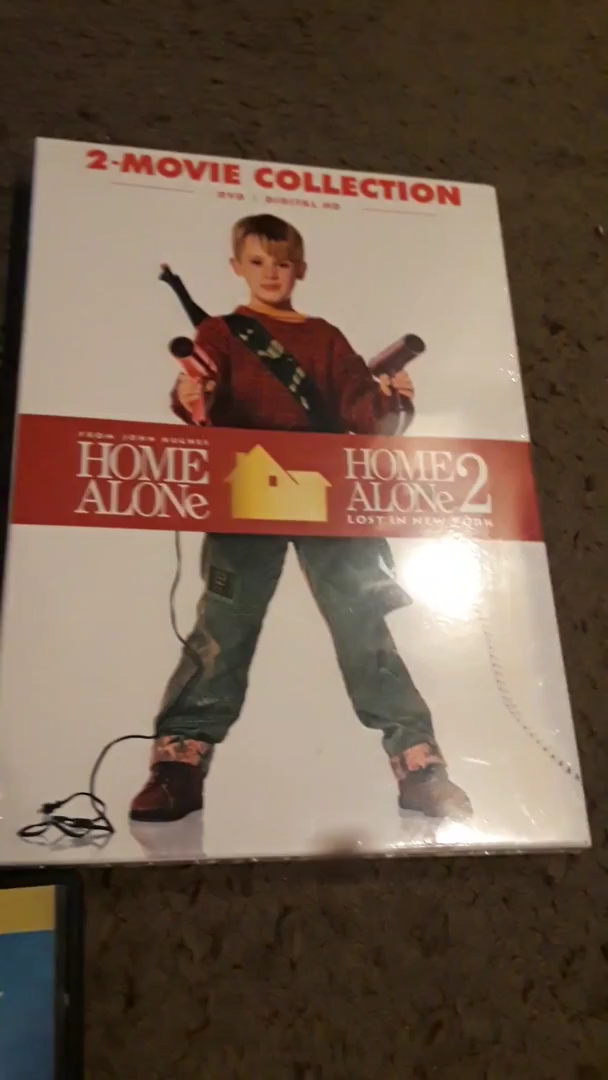 2-MOVIE COLLECTION
DVD | DIGITAL HD
FROM JOHN HUGHES
HOME
ALONe
HOME
ALONe 2
LOST IN NEW YORK